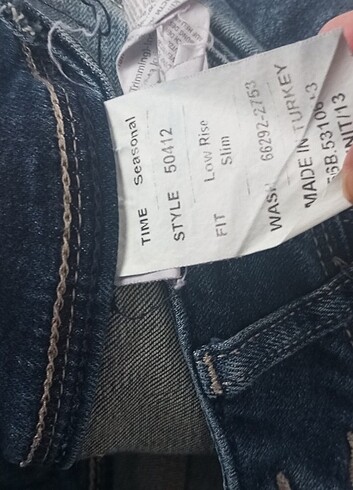 Trimming
TIME Seasonal
STYLE 50412
FIT Low Rise
Slim
WASH 66292-2753
MADE IN TURKEY